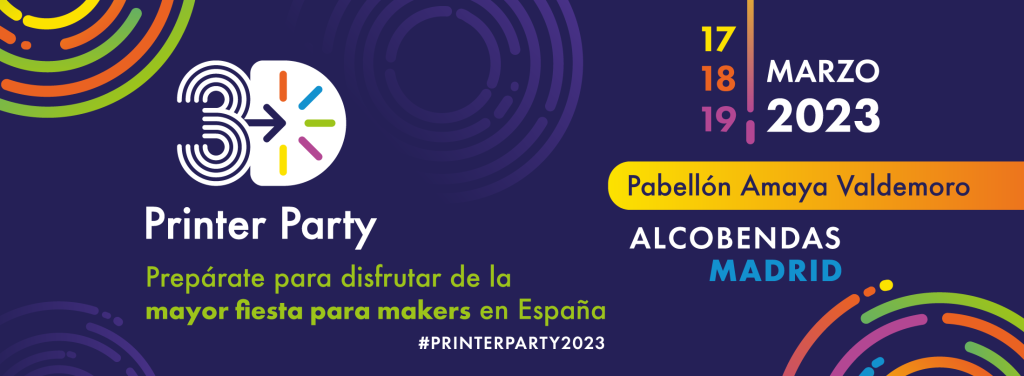 3D
Printer Party
Prepárate para disfrutar de la
mayor fiesta para makers en España
#PRINTERPARTY2023
17
18
19
MARZO
2023
Pabellón Amaya Valdemoro
ALCOBENDAS
MADRID